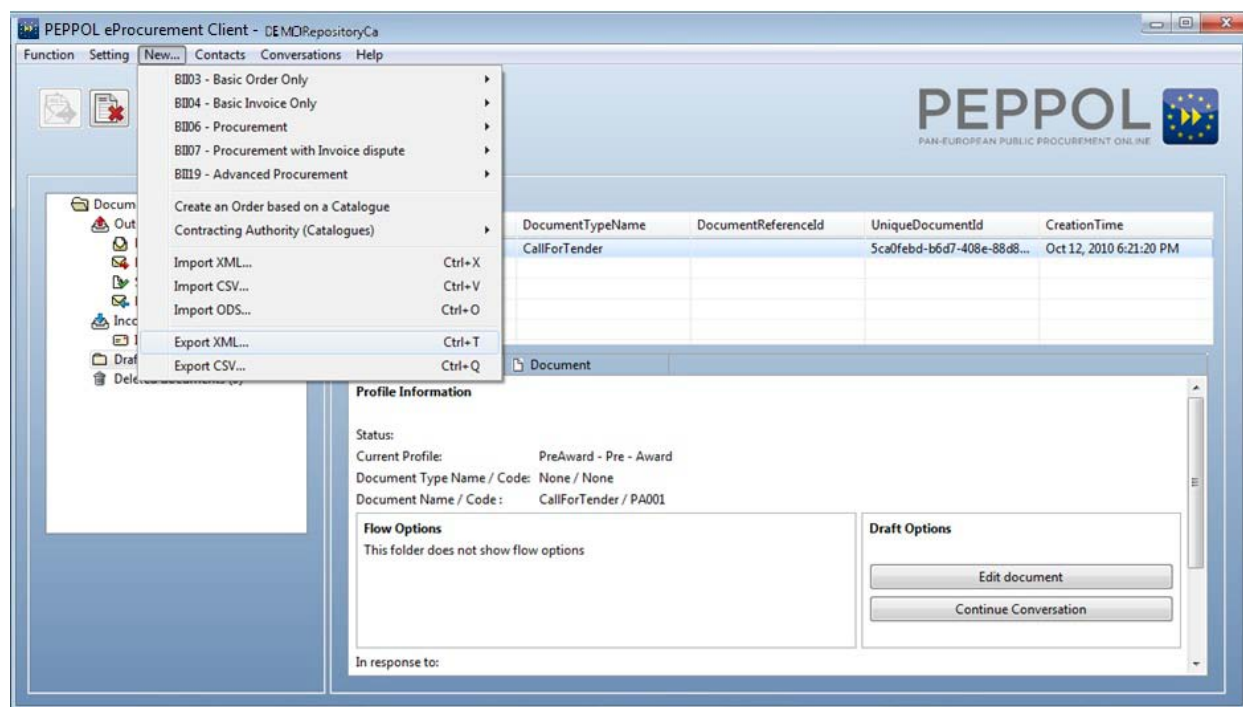 PEPPOL eProcurement Client - DEMORepositoryCa
Function Setting New... Contacts Conversations Help
BII03 - Basic Order Only
BII04 - Basic Invoice Only
BII06 - Procurement
BII07 - Procurement with Invoice dispute
BII19 - Advanced Procurement
Create an Order based on a Catalogue
Contracting Authority (Catalogues)
Import XML... Ctrl+X
Import CSV... Ctrl+V
Import ODS... Ctrl+O
Export XML... Ctrl+T
Export CSV... Ctrl+Q
PEPPOL
PAN-EUROPEAN PUBLIC PROCUREMENT ONLINE
Docum
Out
Inco
Draf
DocumentTypeName DocumentReferenceId UniqueDocumentId CreationTime
CallForTender 5ca0febd-b6d7-408e-88d8... Oct 12, 2010 6:21:20 PM
Document
Profile Information
Status:
Current Profile: PreAward - Pre - Award
Document Type Name / Code: None / None
Document Name / Code : CallForTender / PA001
Flow Options
This folder does not show flow options
Draft Options
Edit document
Continue Conversation
In response to: